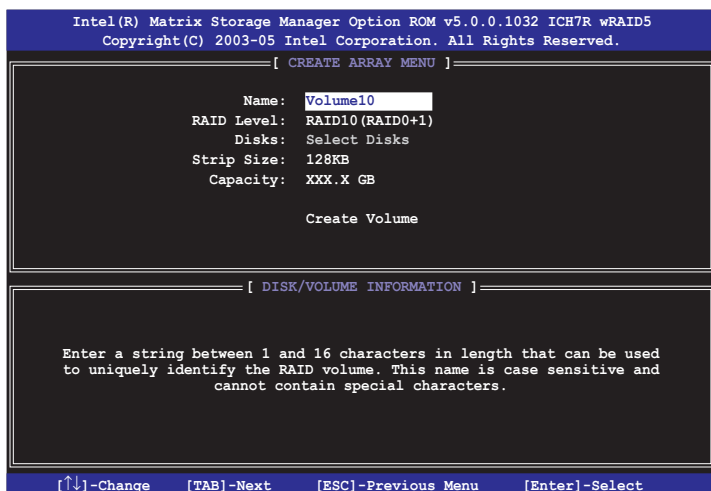 Intel(R) Matrix Storage Manager Option ROM v5.0.0.1032 ICH7R wRAID5
Copyright(C) 2003-05 Intel Corporation. All Rights Reserved.
[ CREATE ARRAY MENU ]
Name: Volume10
RAID Level: RAID10(RAID0+1)
Disks: Select Disks
Strip Size: 128KB
Capacity: XXX.X GB
Create Volume
[ DISK/VOLUME INFORMATION ]
Enter a string between 1 and 16 characters in length that can be used
to uniquely identify the RAID volume. This name is case sensitive and
cannot contain special characters.
[↑↓]-Change [TAB]-Next [ESC]-Previous Menu [Enter]-Select